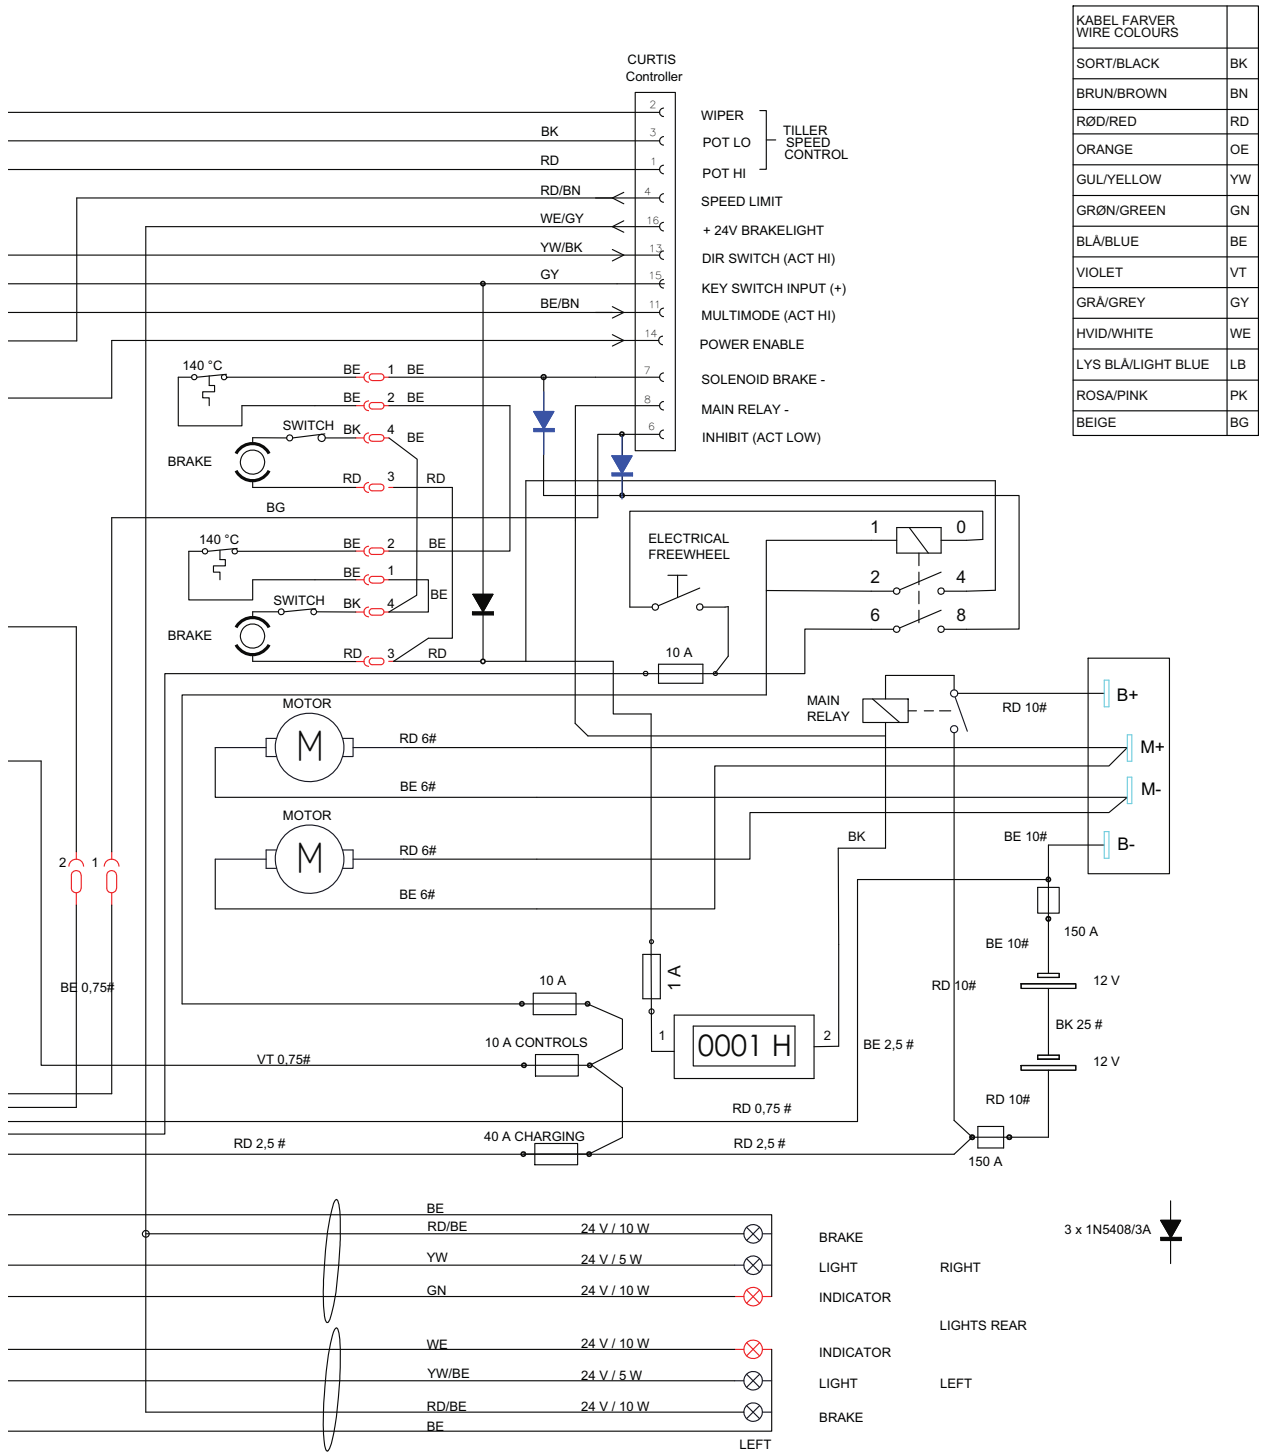 KABEL FARVER
WIRE COLOURS
SORT/BLACK BK
BRUN/BROWN BN
RØD/RED RD
ORANGE OE
GUL/YELLOW YW
GRØN/GREEN GN
BLÅ/BLUE BE
VIOLET VT
GRÅ/GREY GY
HVID/WHITE WE
LYS BLÅ/LIGHT BLUE LB
ROSA/PINK PK
BEIGE BG
CURTIS
Controller
2 WIPER
BK 3 POT LO
RD 1 POT HI
TILLER
SPEED
CONTROL
RD/BN 4 SPEED LIMIT
WE/GY 16 + 24V BRAKELIGHT
YW/BK 13 DIR SWITCH (ACT HI)
GY 15 KEY SWITCH INPUT (+)
BE/BN 11 MULTIMODE (ACT HI)
14 POWER ENABLE
7 SOLENOID BRAKE -
8 MAIN RELAY -
6 INHIBIT (ACT LOW)
140 °C BE 1 BE
BE 2 BE
SWITCH BK 4 BE
BRAKE
RD 3 RD
BG
140 °C BE 2 BE
BE 1 BE
SWITCH BK 4
BRAKE
RD 3 RD
ELECTRICAL
FREEWHEEL
1 0
2 4
6 8
10 A
MAIN
RELAY
RD 10# B+
MOTOR
M RD 6# M+
BE 6# M-
MOTOR
M RD 6#
BE 6#
BK
BE 10# B-
150 A
BE 10#
12 V
BK 25 #
12 V
RD 10#
150 A
2 1
BE 0,75#
10 A
1 A
1 0001 H 2
RD 10#
BE 2,5 #
10 A CONTROLS
VT 0,75#
RD 0,75 #
40 A CHARGING
RD 2,5 # RD 2,5 #
BE
RD/BE 24 V / 10 W BRAKE
YW 24 V / 5 W LIGHT RIGHT
GN 24 V / 10 W INDICATOR
LIGHTS REAR
WE 24 V / 10 W INDICATOR
YW/BE 24 V / 5 W LIGHT LEFT
RD/BE 24 V / 10 W BRAKE
BE
LEFT
3 x 1N5408/3A